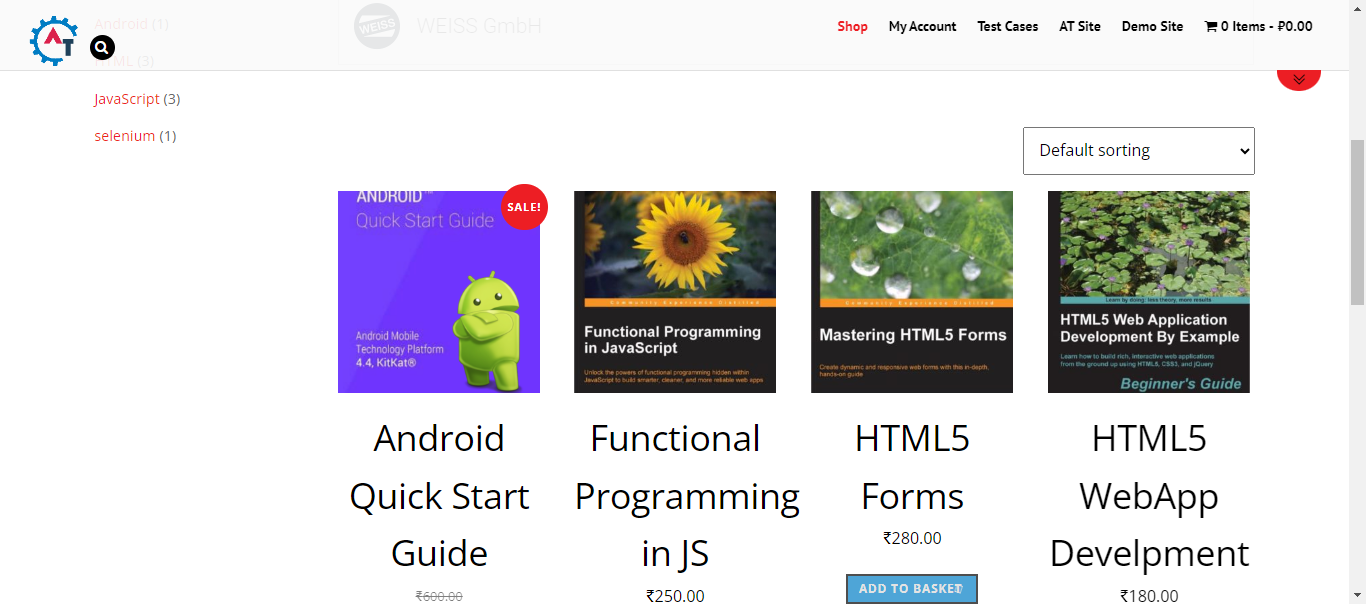 Android (1)
HTML (3)
JavaScript (3)
selenium (1)
AT
WEISS
WEISS GmbH
Shop
My Account
Test Cases
AT Site
Demo Site
0 Items - ₽0.00
Default sorting
ANDROID™
Quick Start Guide
Android Mobile
Technology Platform
4.4, KitKat®
SALE!
Android
Quick Start
Guide
₹600.00
Community Experience Distilled
Functional Programming
in JavaScript
Unlock the powers of functional programming hidden within
JavaScript to build smarter, cleaner, and more reliable web apps
Functional
Programming
in JS
₹250.00
Community Experience Distilled
Mastering HTML5 Forms
Create dynamic and responsive web forms with this in-depth,
hands-on guide
HTML5
Forms
₹280.00
ADD TO BASKET
Learn by doing: less theory, more results
HTML5 Web Application
Development By Example
Learn how to build rich, interactive web applications
from the ground up using HTML5, CSS3, and jQuery
Beginner's Guide
HTML5
WebApp
Develpment
₹180.00